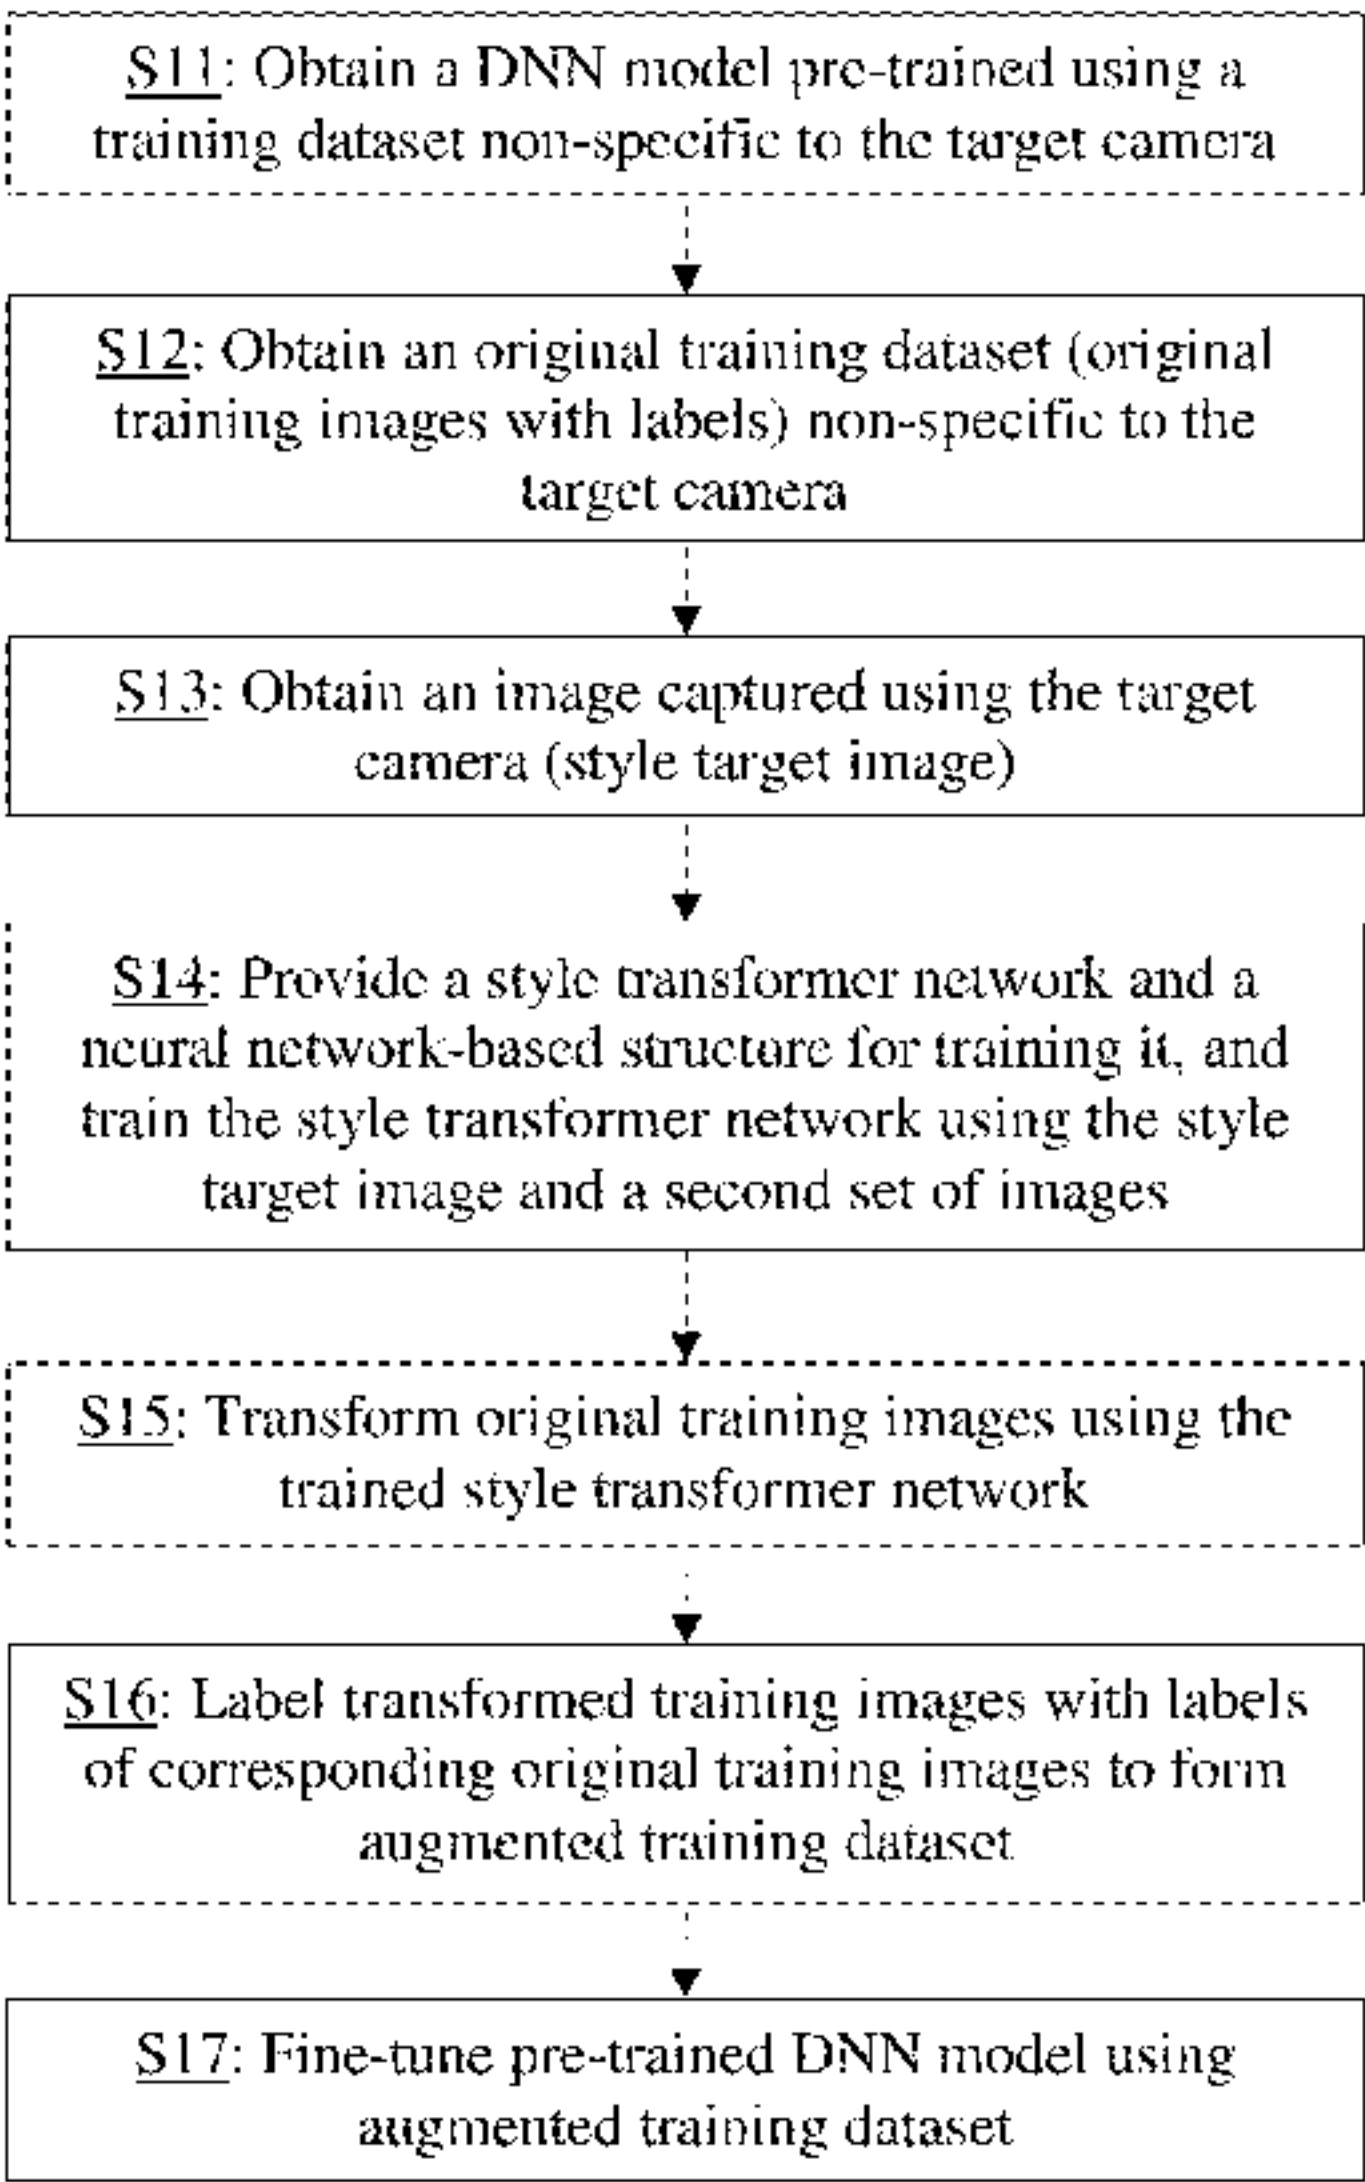 S11: Obtain a DNN model pre-trained using a
training dataset non-specific to the target camera
S12: Obtain an original training dataset (original
training images with labels) non-specific to the
target camera
S13: Obtain an image captured using the target
camera (style target image)
S14: Provide a style transformer network and a
neural network-based structure for training it, and
train the style transformer network using the style
target image and a second set of images
S15: Transform original training images using the
trained style transformer network
S16: Label transformed training images with labels
of corresponding original training images to form
augmented training dataset
S17: Fine-tune pre-trained DNN model using
augmented training dataset